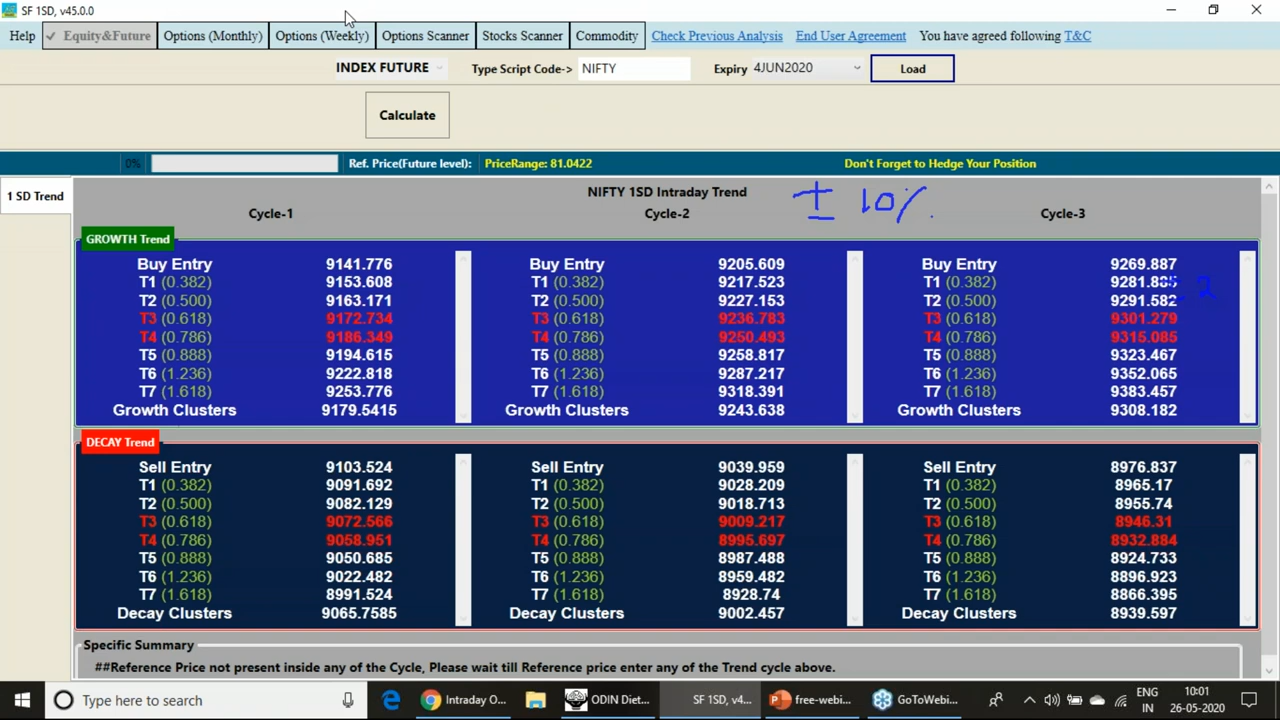 SF 1SD, v45.0.0
Help ✓ Equity&Future Options (Monthly) Options (Weekly) Options Scanner Stocks Scanner Commodity Check Previous Analysis End User Agreement You have agreed following T&C
INDEX FUTURE Type Script Code-> NIFTY Expiry 4JUN2020 Load
Calculate
0% Ref. Price(Future level): PriceRange: 81.0422 Don't Forget to Hedge Your Position
1 SD Trend
NIFTY 1SD Intraday Trend ± 10%
Cycle-1 Cycle-2 Cycle-3
GROWTH Trend
Buy Entry 9141.776 Buy Entry 9205.609 Buy Entry 9269.887
T1 (0.382) 9153.608 T1 (0.382) 9217.523 T1 (0.382) 2
T2 (0.500) 9163.171 T2 (0.500) 9227.153 T2 (0.500) 9291.582
T3 (0.618) 9172.734 T3 (0.618) 9236.783 T3 (0.618) 9301.279
T4 (0.786) 9186.349 T4 (0.786) 9250.493 T4 (0.786) 9315.085
T5 (0.888) 9194.615 T5 (0.888) 9258.817 T5 (0.888) 9323.467
T6 (1.236) 9222.818 T6 (1.236) 9287.217 T6 (1.236) 9352.065
T7 (1.618) 9253.776 T7 (1.618) 9318.391 T7 (1.618) 9383.457
Growth Clusters 9179.5415 Growth Clusters 9243.638 Growth Clusters 9308.182
DECAY Trend
Sell Entry 9103.524 Sell Entry 9039.959 Sell Entry 8976.837
T1 (0.382) 9091.692 T1 (0.382) 9028.209 T1 (0.382) 8965.17
T2 (0.500) 9082.129 T2 (0.500) 9018.713 T2 (0.500) 8955.74
T3 (0.618) 9072.566 T3 (0.618) 9009.217 T3 (0.618) 8946.31
T4 (0.786) 9058.951 T4 (0.786) 8995.697 T4 (0.786) 8932.884
T5 (0.888) 9050.685 T5 (0.888) 8987.488 T5 (0.888) 8924.733
T6 (1.236) 9022.482 T6 (1.236) 8959.482 T6 (1.236) 8896.923
T7 (1.618) 8991.524 T7 (1.618) 8928.74 T7 (1.618) 8866.395
Decay Clusters 9065.7585 Decay Clusters 9002.457 Decay Clusters 8939.597
Specific Summary
##Reference Price not present inside any of the Cycle, Please wait till Reference price enter any of the Trend cycle above.
Type here to search Intraday O... ODIN Diet... SF 1SD, v4... free-webi... GoToWebi... ENG IN 10:01 26-05-2020